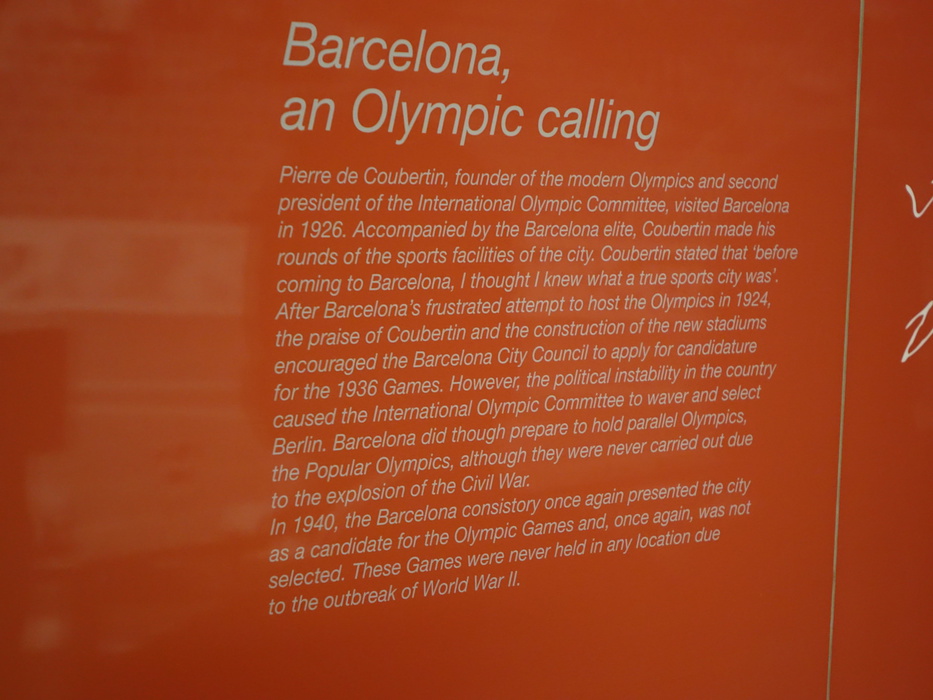 Barcelona,
an Olympic calling
Pierre de Coubertin, founder of the modern Olympics and second
president of the International Olympic Committee, visited Barcelona
in 1926. Accompanied by the Barcelona elite, Coubertin made his
rounds of the sports facilities of the city. Coubertin stated that ‘before
coming to Barcelona, I thought I knew what a true sports city was’.
After Barcelona’s frustrated attempt to host the Olympics in 1924,
the praise of Coubertin and the construction of the new stadiums
encouraged the Barcelona City Council to apply for candidature
for the 1936 Games. However, the political instability in the country
caused the International Olympic Committee to waver and select
Berlin. Barcelona did though prepare to hold parallel Olympics,
the Popular Olympics, although they were never carried out due
to the explosion of the Civil War.
In 1940, the Barcelona consistory once again presented the city
as a candidate for the Olympic Games and, once again, was not
selected. These Games were never held in any location due
to the outbreak of World War II.